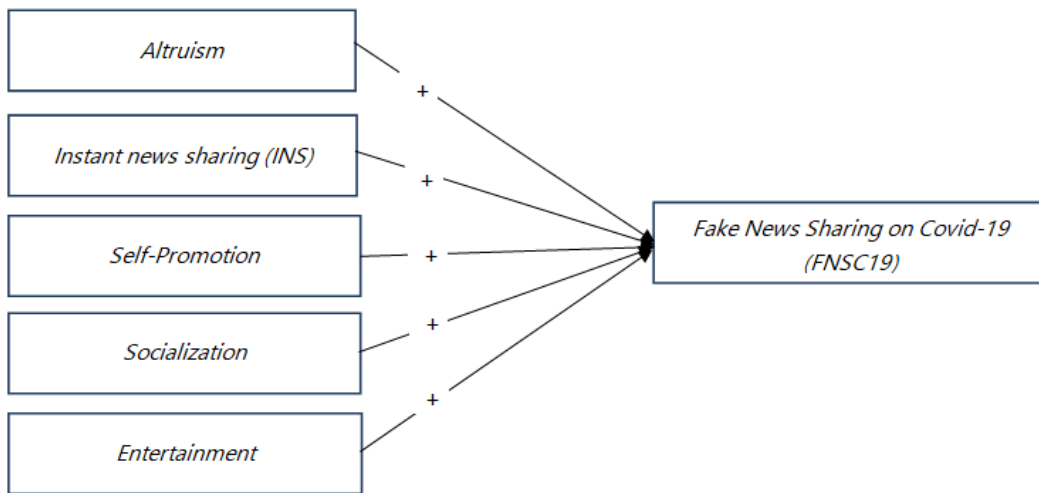 Altruism
+
Instant news sharing (INS)
+
Self-Promotion
+
Fake News Sharing on Covid-19
(FNSC19)
Socialization
+
Entertainment
+